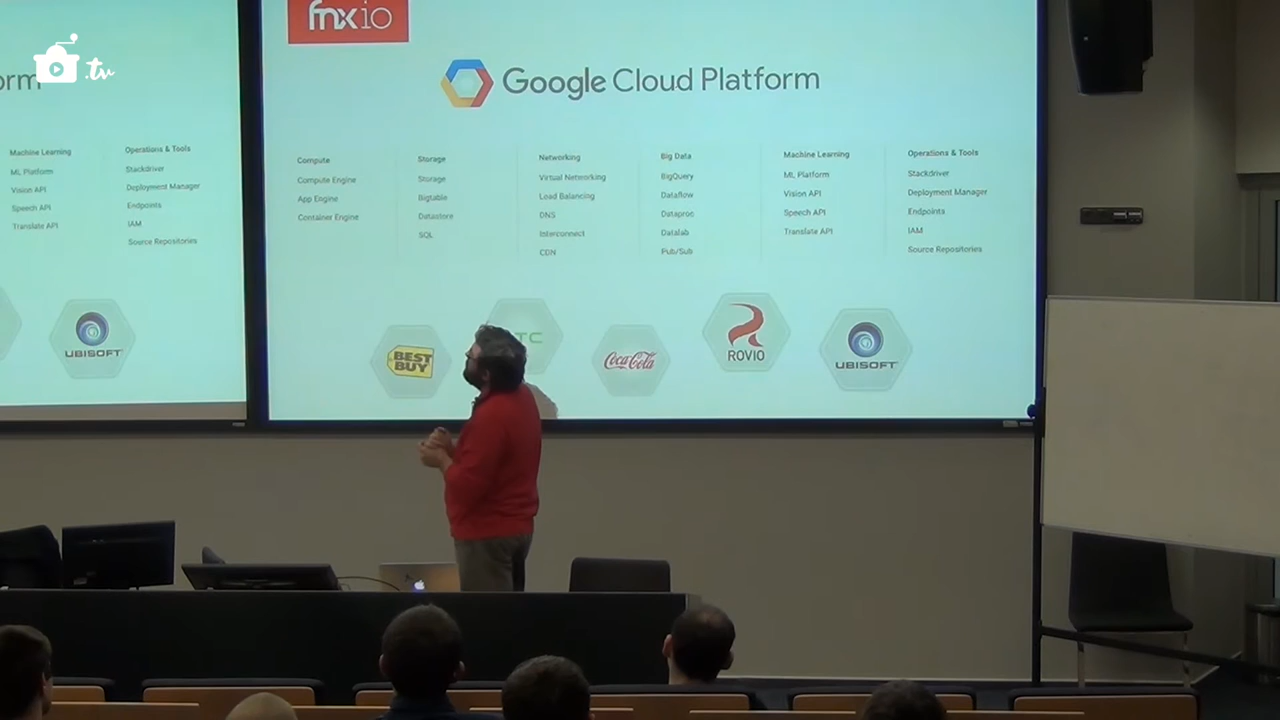 .tv
orm
Machine Learning
ML Platform
Vision API
Speech API
Translate API
Operations & Tools
Stackdriver
Deployment Manager
Endpoints
IAM
Source Repositories
UBISOFT
fnx io
Google Cloud Platform
Compute
Compute Engine
App Engine
Container Engine
Storage
Storage
Bigtable
Datastore
SQL
Networking
Virtual Networking
Load Balancing
DNS
Interconnect
CDN
Big Data
BigQuery
Dataflow
Dataproc
Datalab
Pub/Sub
Machine Learning
ML Platform
Vision API
Speech API
Translate API
Operations & Tools
Stackdriver
Deployment Manager
Endpoints
IAM
Source Repositories
BEST
BUY
TC
Coca-Cola
ROVIO
UBISOFT